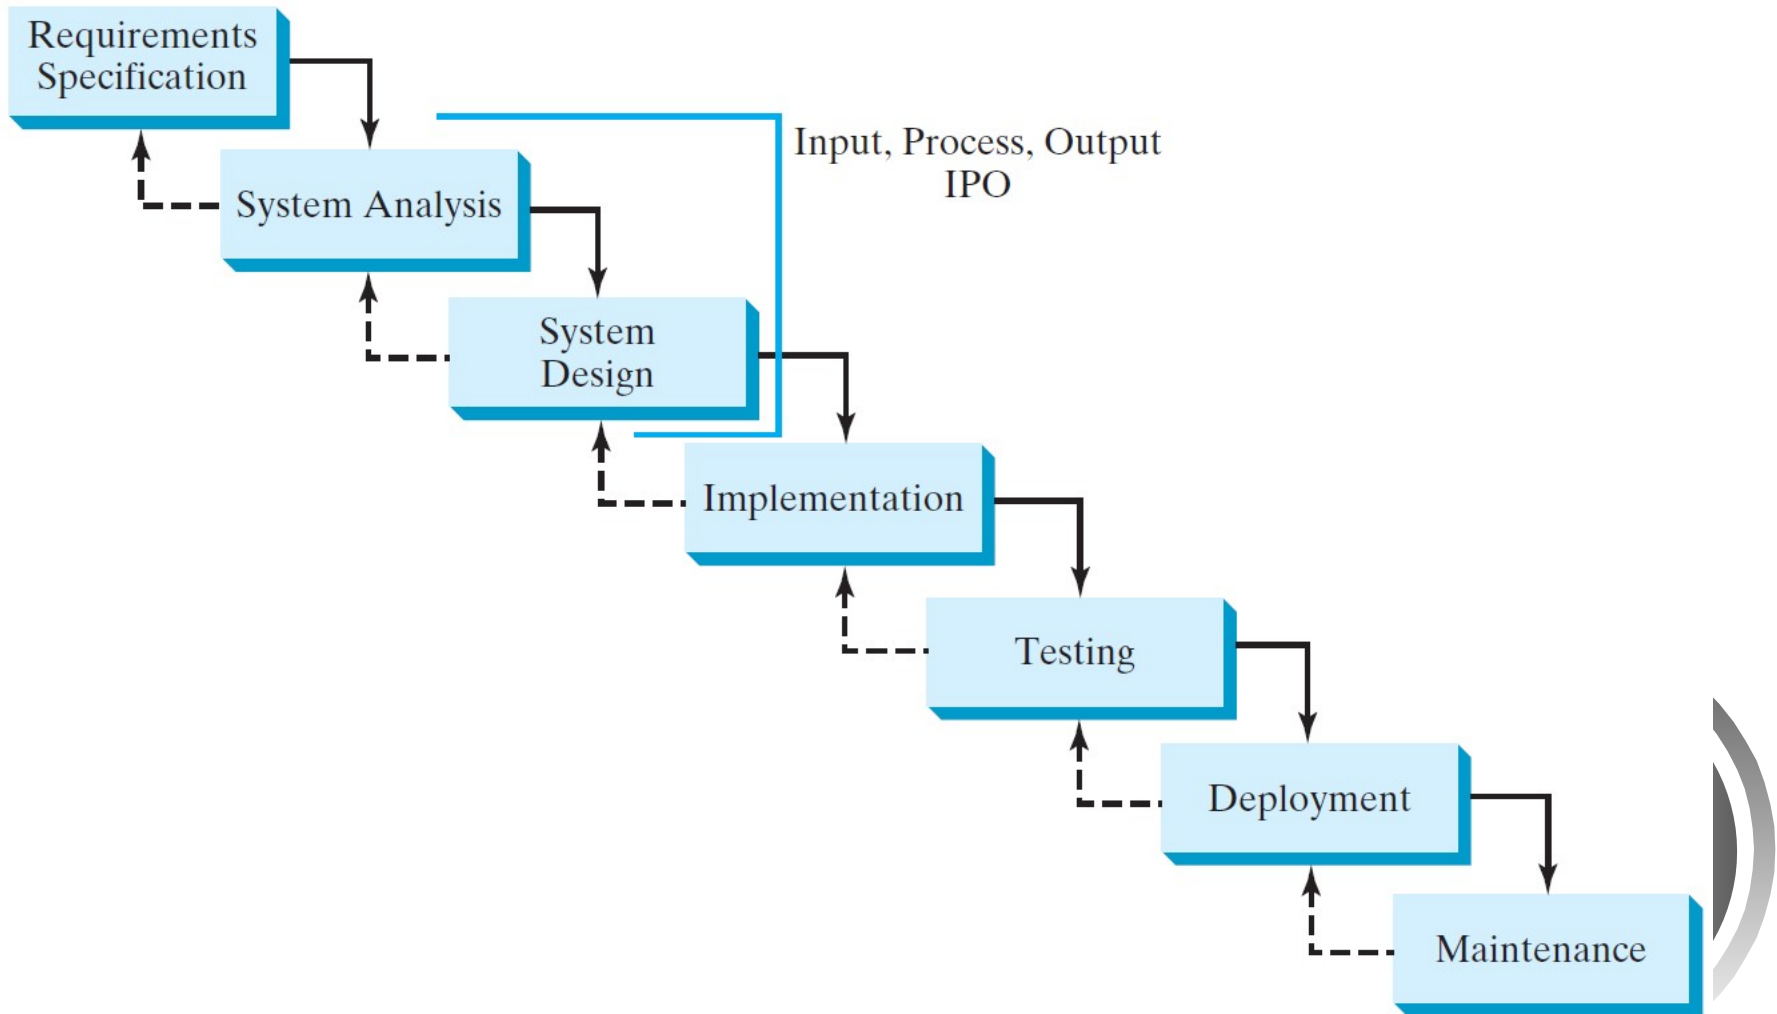 Requirements
Specification
Input, Process, Output
IPO
System Analysis
System
Design
Implementation
Testing
Deployment
Maintenance